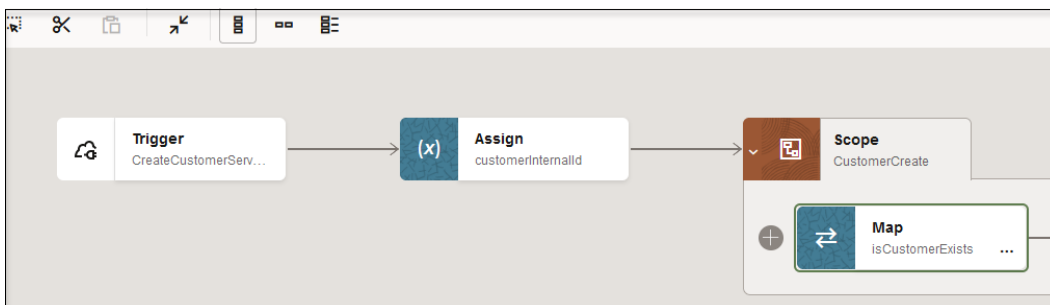 Trigger
CreateCustomerServ...
Assign
(x)
customerInternalId
Scope
CustomerCreate
Map
isCustomerExists
...